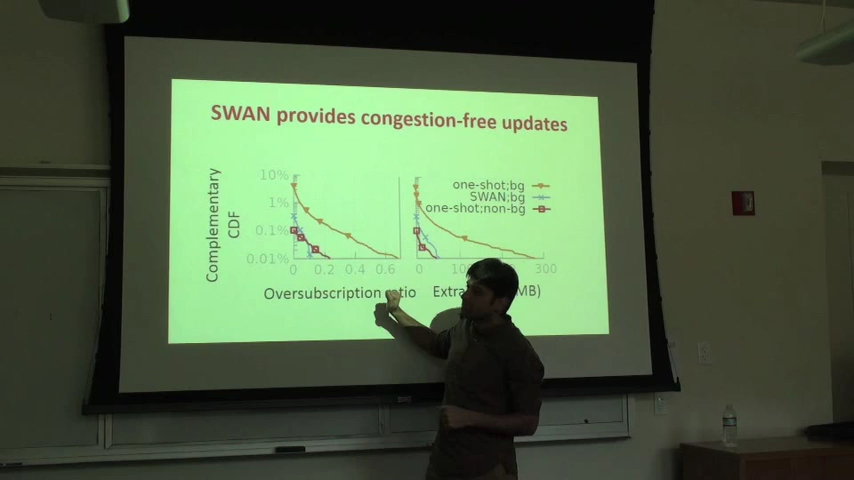 SWAN provides congestion-free updates
Complementary
CDF
10%
1%
0.1%
0.01%
0 0.2 0.4 0.6
Oversubscription ratio
one-shot;bg
SWAN;bg
one-shot;non-bg
0 300
MB)